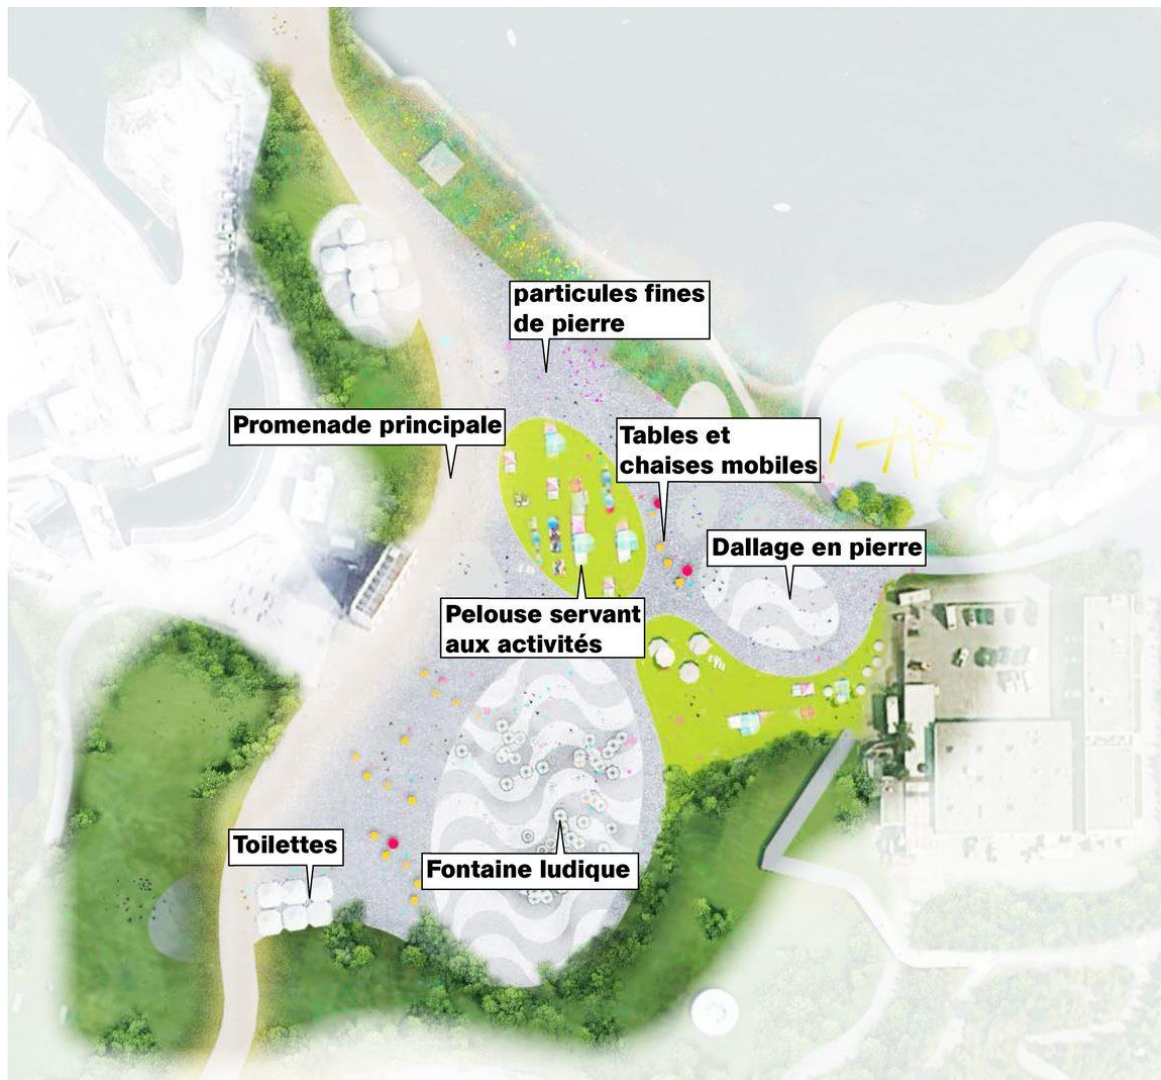 particules fines
de pierre
Promenade principale
Tables et
chaises mobiles
Dallage en pierre
Pelouse servant
aux activités
Toilettes
Fontaine ludique